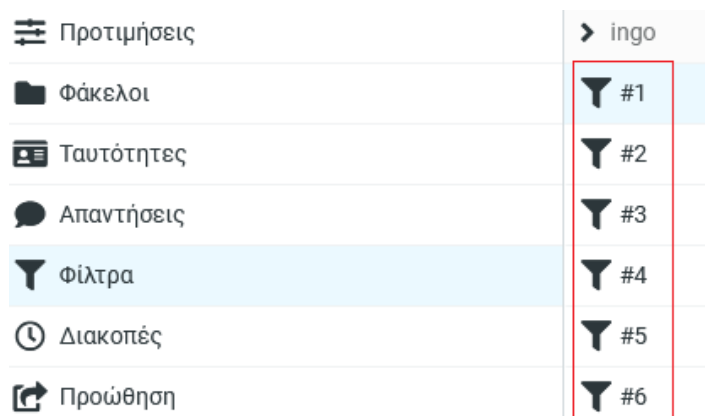 Προτιμήσεις
Φάκελοι
Ταυτότητες
Απαντήσεις
Φίλτρα
Διακοπές
Προώθηση
ingo
#1
#2
#3
#4
#5
#6